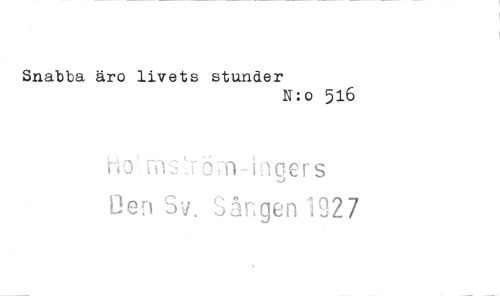 Snabba äro livets stunder
N:o 516
Holmström-Ingers
Den Sv. Sången 1927